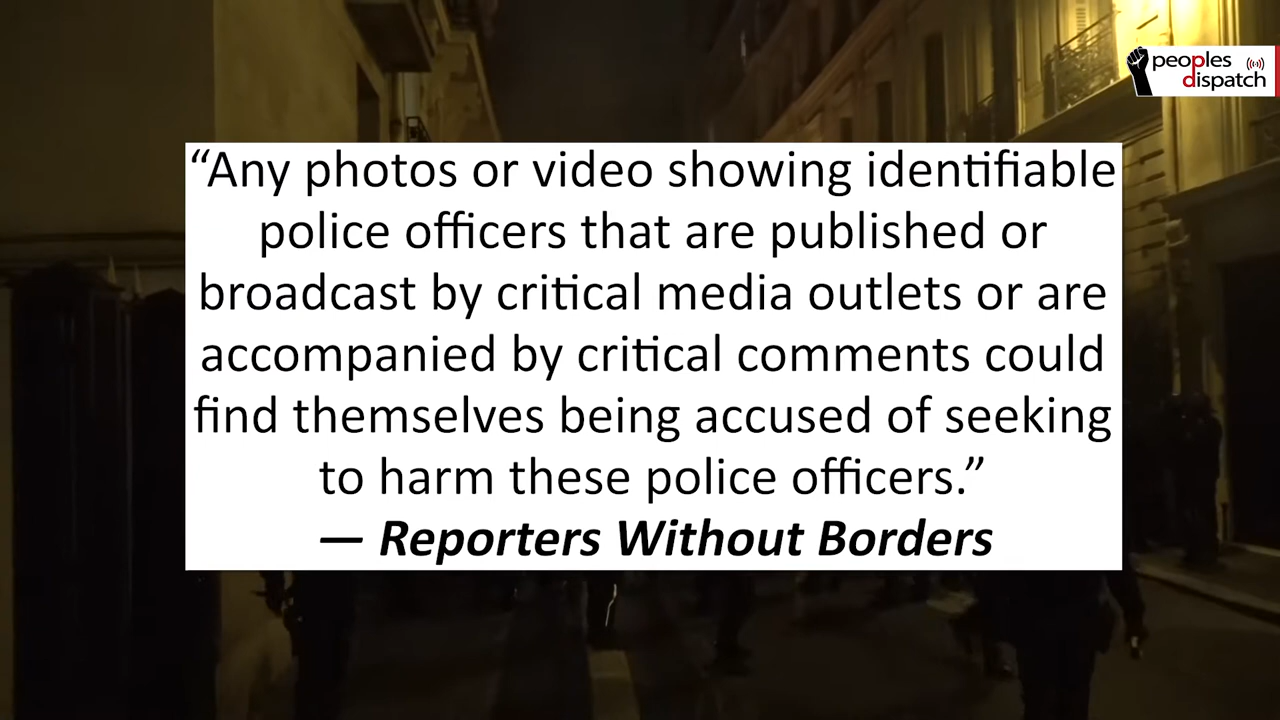 peoples
dispatch
“Any photos or video showing identifiable
police officers that are published or
broadcast by critical media outlets or are
accompanied by critical comments could
find themselves being accused of seeking
to harm these police officers.”
— Reporters Without Borders